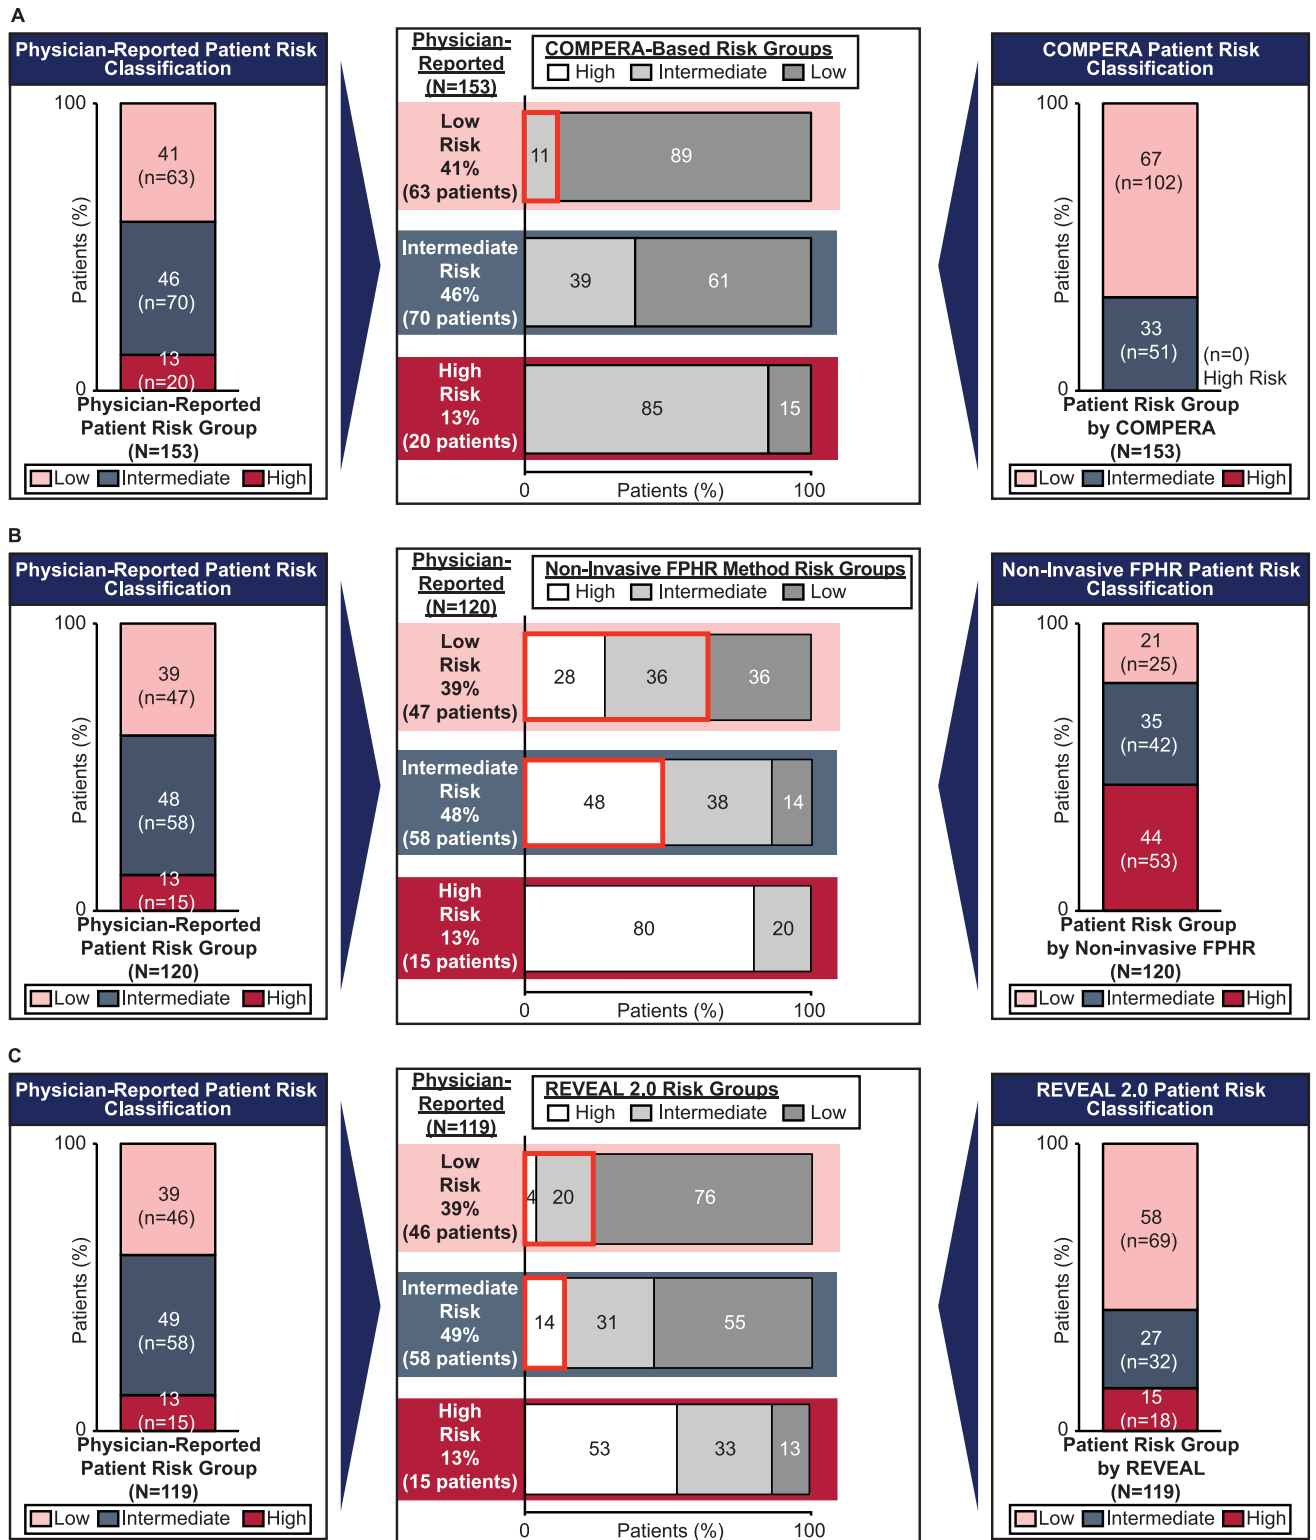 A
Physician-Reported Patient Risk
Classification
100
Patients (%)
41
(n=63)
46
(n=70)
13
(n=20)
0
Physician-Reported
Patient Risk Group
(N=153)
Low Intermediate High
Physician-
Reported
(N=153)
COMPERA-Based Risk Groups
High Intermediate Low
Low
Risk
41%
(63 patients)
11 89
Intermediate
Risk
46%
(70 patients)
39 61
High
Risk
13%
(20 patients)
85 15
0 Patients (%) 100
COMPERA Patient Risk
Classification
100
Patients (%)
67
(n=102)
33
(n=51)
(n=0)
High Risk
0
Patient Risk Group
by COMPERA
(N=153)
Low Intermediate High
B
Physician-Reported Patient Risk
Classification
100
Patients (%)
39
(n=47)
48
(n=58)
13
(n=15)
0
Physician-Reported
Patient Risk Group
(N=120)
Low Intermediate High
Physician-
Reported
(N=120)
Non-Invasive FPHR Method Risk Groups
High Intermediate Low
Low
Risk
39%
(47 patients)
28 36 36
Intermediate
Risk
48%
(58 patients)
48 38 14
High
Risk
13%
(15 patients)
80 20
0 Patients (%) 100
Non-Invasive FPHR Patient Risk
Classification
100
Patients (%)
21
(n=25)
35
(n=42)
44
(n=53)
0
Patient Risk Group
by Non-invasive FPHR
(N=120)
Low Intermediate High
C
Physician-Reported Patient Risk
Classification
100
Patients (%)
39
(n=46)
49
(n=58)
13
(n=15)
0
Physician-Reported
Patient Risk Group
(N=119)
Low Intermediate High
Physician-
Reported
(N=119)
REVEAL 2.0 Risk Groups
High Intermediate Low
Low
Risk
39%
(46 patients)
4 20 76
Intermediate
Risk
49%
(58 patients)
14 31 55
High
Risk
13%
(15 patients)
53 33 13
0 Patients (%) 100
REVEAL 2.0 Patient Risk
Classification
100
Patients (%)
58
(n=69)
27
(n=32)
15
(n=18)
0
Patient Risk Group
by REVEAL
(N=119)
Low Intermediate High